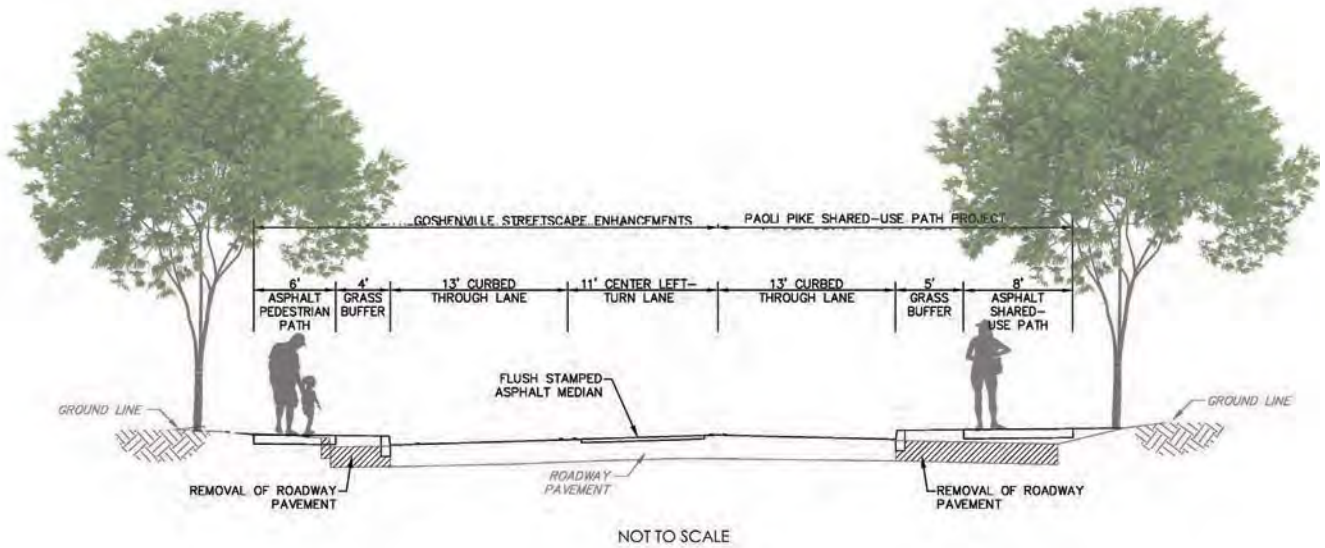 GOSHENVILLE STREETSCAPE ENHANCEMENTS
PAOLI PIKE SHARED-USE PATH PROJECT
6'
ASPHALT
PEDESTRIAN
PATH
4'
GRASS
BUFFER
13' CURBED
THROUGH LANE
11' CENTER LEFT-
TURN LANE
13' CURBED
THROUGH LANE
5'
GRASS
BUFFER
8'
ASPHALT
SHARED-
USE PATH
FLUSH STAMPED
ASPHALT MEDIAN
GROUND LINE
GROUND LINE
ROADWAY
PAVEMENT
REMOVAL OF ROADWAY
PAVEMENT
REMOVAL OF ROADWAY
PAVEMENT
NOT TO SCALE